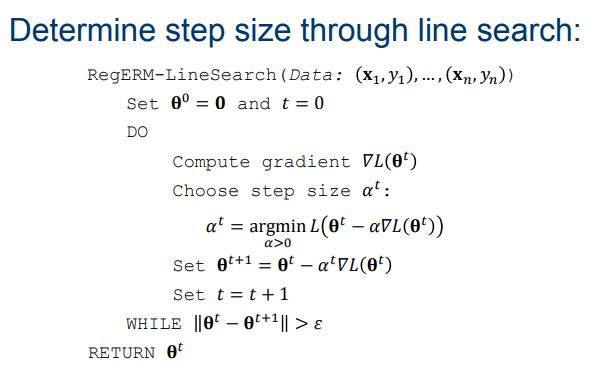 Determine step size through line search:
RegERM-LineSearch(Data: (𝐱₁, y₁), …, (𝐱ₙ, yₙ))
Set 𝛉⁰ = 𝟎 and t = 0
DO
Compute gradient ∇L(𝛉ᵗ)
Choose step size αᵗ:
αᵗ = argmin L(𝛉ᵗ − α∇L(𝛉ᵗ))
α>0
Set 𝛉ᵗ⁺¹ = 𝛉ᵗ − αᵗ∇L(𝛉ᵗ)
Set t = t + 1
WHILE ‖𝛉ᵗ − 𝛉ᵗ⁺¹‖ > ε
RETURN 𝛉ᵗ